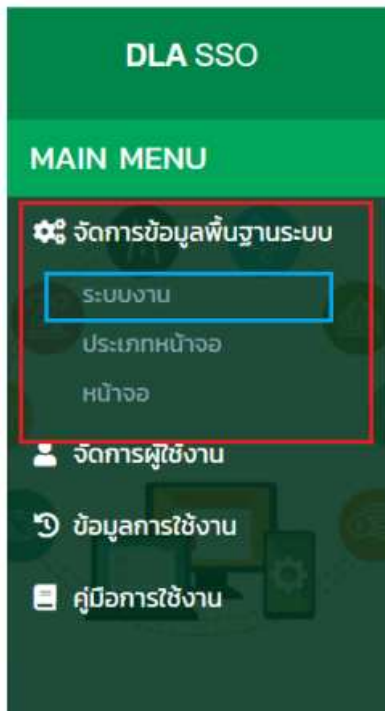 DLA SSO
MAIN MENU
จัดการข้อมูลพื้นฐานระบบ
ระบบงาน
ประเภทหน้าจอ
หน้าจอ
จัดการผู้ใช้งาน
ข้อมูลการใช้งาน
คู่มือการใช้งาน